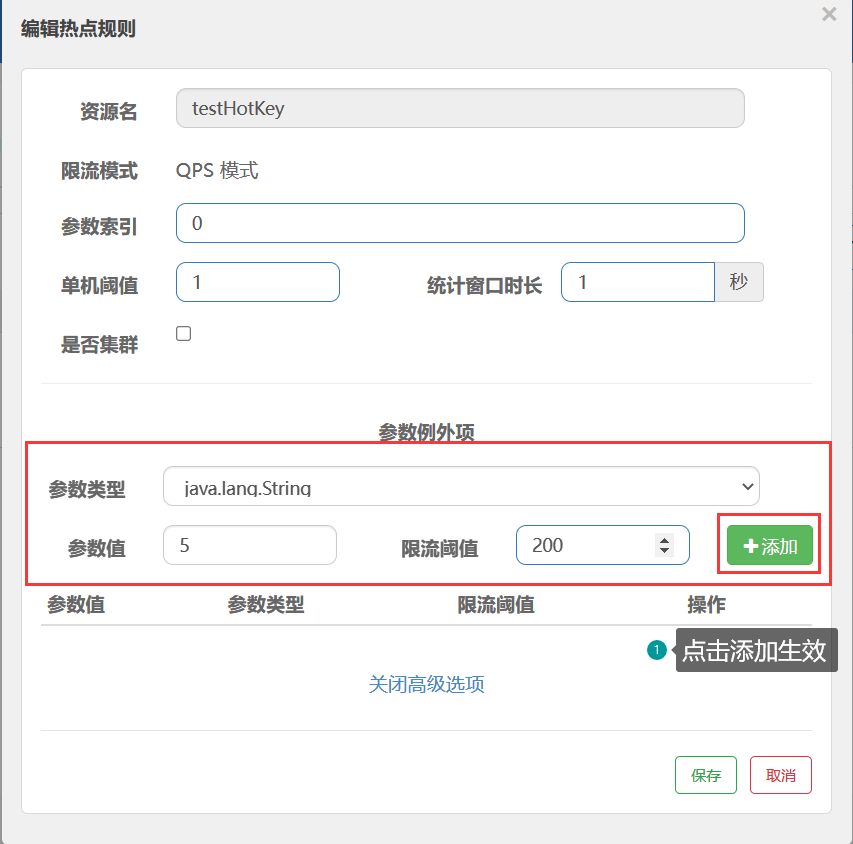 编辑热点规则
×
资源名 testHotKey
限流模式 QPS 模式
参数索引 0
单机阈值 1 统计窗口时长 1 秒
是否集群
参数例外项
参数类型 java.lang.String
参数值 5 限流阈值 200 +添加
参数值 参数类型 限流阈值 操作
1 点击添加生效
关闭高级选项
保存 取消